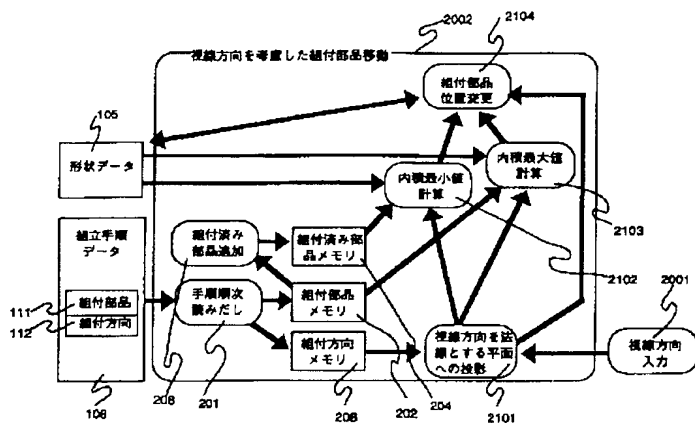 2002
2104
視線方向を考慮した組付部品移動
組付部品
位置変更
105
形状データ
内積最大値
計算
内積最小値
計算
2103
組立手順
データ
組付済み
部品追加
組付済み部
品メモリ
2102
2001
111
組付部品
112
組付方向
手順順次
読みだし
組付部品
メモリ
組付方向
メモリ
視線方向を法
線とする平面
への投影
視線方向
入力
106
208
201
208
202
204
2101